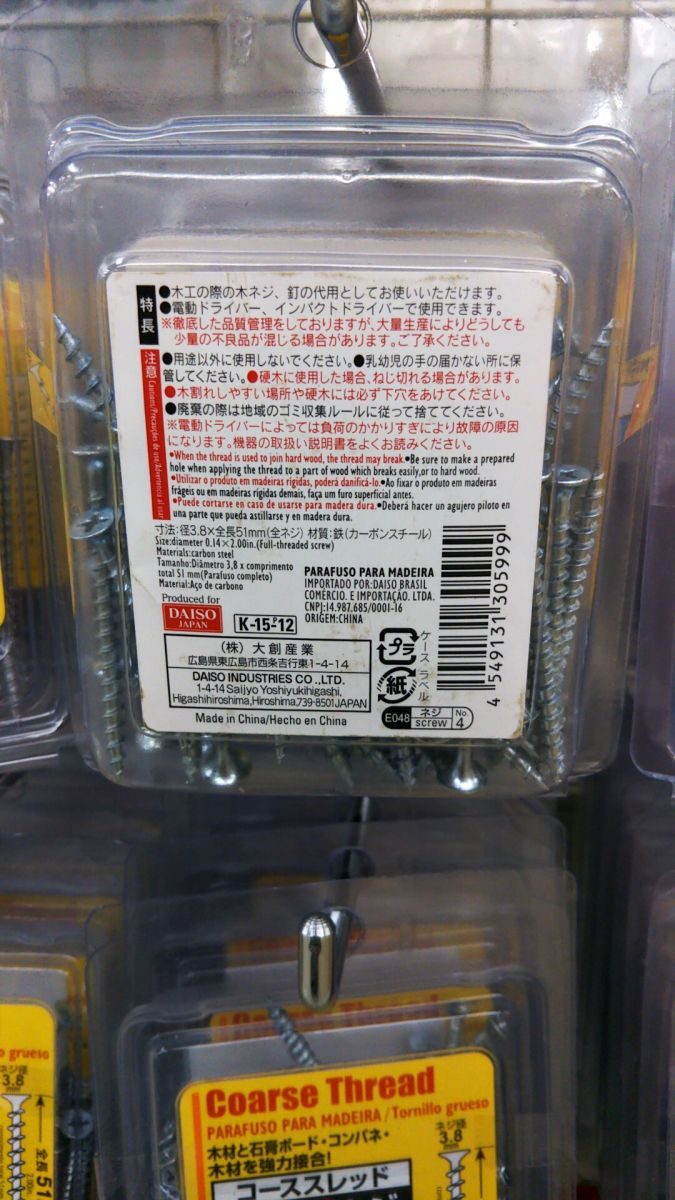 特長
●木工の際の木ネジ、釘の代用としてお使いいただけます。
●電動ドライバー、インパクトドライバーで使用できます。
※徹底した品質管理をしておりますが、大量生産によりどうしても
少量の不良品が混じる場合があります。ご了承ください。
注意
Cautions/Precauções de uso/Advertencia al usar
●用途以外に使用しないでください。●乳幼児の手の届かない所に保
管してください。●硬木に使用した場合、ねじ切れる場合があります。
●木割れしやすい場所や硬木には必ず下穴をあけてください。
●廃棄の際は地域のゴミ収集ルールに従って捨ててください。
※電動ドライバーによっては負荷のかかりすぎにより故障の原因
になります。機器の取扱い説明書をよくお読みください。
●When the thread is used to join hard wood, the thread may break.●Be sure to make a prepared
hole when applying the thread to a part of wood which breaks easily,or to hard wood.
●Utilizar o produto em madeiras rígidas, poderá danificá-lo.●Ao fixar o produto em madeiras
frágeis ou em madeiras rígidas demais, faça um furo superficial antes.
●Puede cortarse en caso de usarse para madera dura.●Deberá hacer un agujero piloto en
una parte que pueda astillarse y en madera dura.
寸法:径3.8×全長51mm(全ネジ) 材質:鉄(カーボンスチール)
Size:diameter 0.14×2.00in.(Full-threaded screw)
Materials:carbon steel
Tamanho:Diâmetro 3,8 x comprimento
total 51 mm(Parafuso completo)
Material:Aço de carbono
PARAFUSO PARA MADEIRA
IMPORTADO POR:DAISO BRASIL
COMÉRCIO. E IMPORTAÇÃO. LTDA.
CNPJ:14.987.685/0001-16
ORIGEM:CHINA
Produced for
DAISO
JAPAN
K-15-P12
(株)大創産業
広島県東広島市西条吉行東1-4-14
DAISO INDUSTRIES CO.,LTD.
1-4-14 Saijyo Yoshiyukihigashi,
Higashihiroshima,Hiroshima,739-8501JAPAN
Made in China/Hecho en China
プラ
ケース
紙
ラベル
E048
ネジ
screw
No.
4
4 549131 305999
Coarse Thread
Coarse Thread
PARAFUSO PARA MADEIRA/Tornillo grueso
木材と石膏ボード・コンパネ・
木材を強力接合!
コーススレッド
ネジ径
3.8
o grueso
ネジ径
3.8
mm
全長51